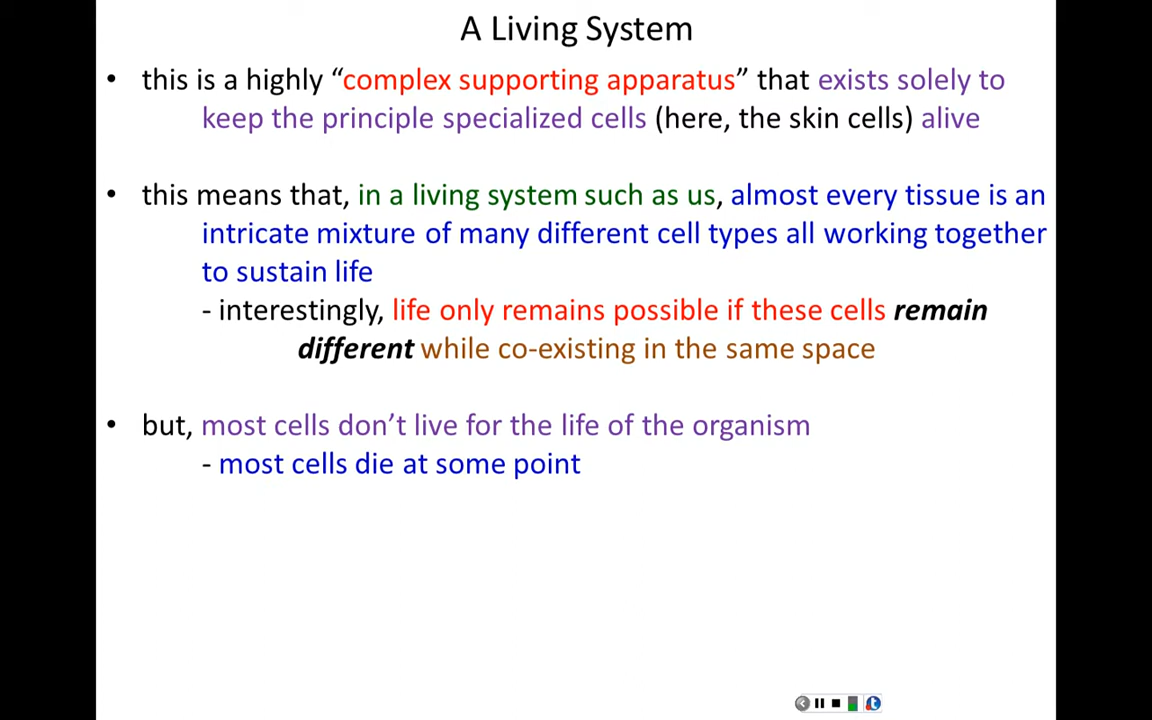 A Living System
• this is a highly “complex supporting apparatus” that exists solely to
keep the principle specialized cells (here, the skin cells) alive
• this means that, in a living system such as us, almost every tissue is an
intricate mixture of many different cell types all working together
to sustain life
- interestingly, life only remains possible if these cells remain
different while co-existing in the same space
• but, most cells don’t live for the life of the organism
- most cells die at some point